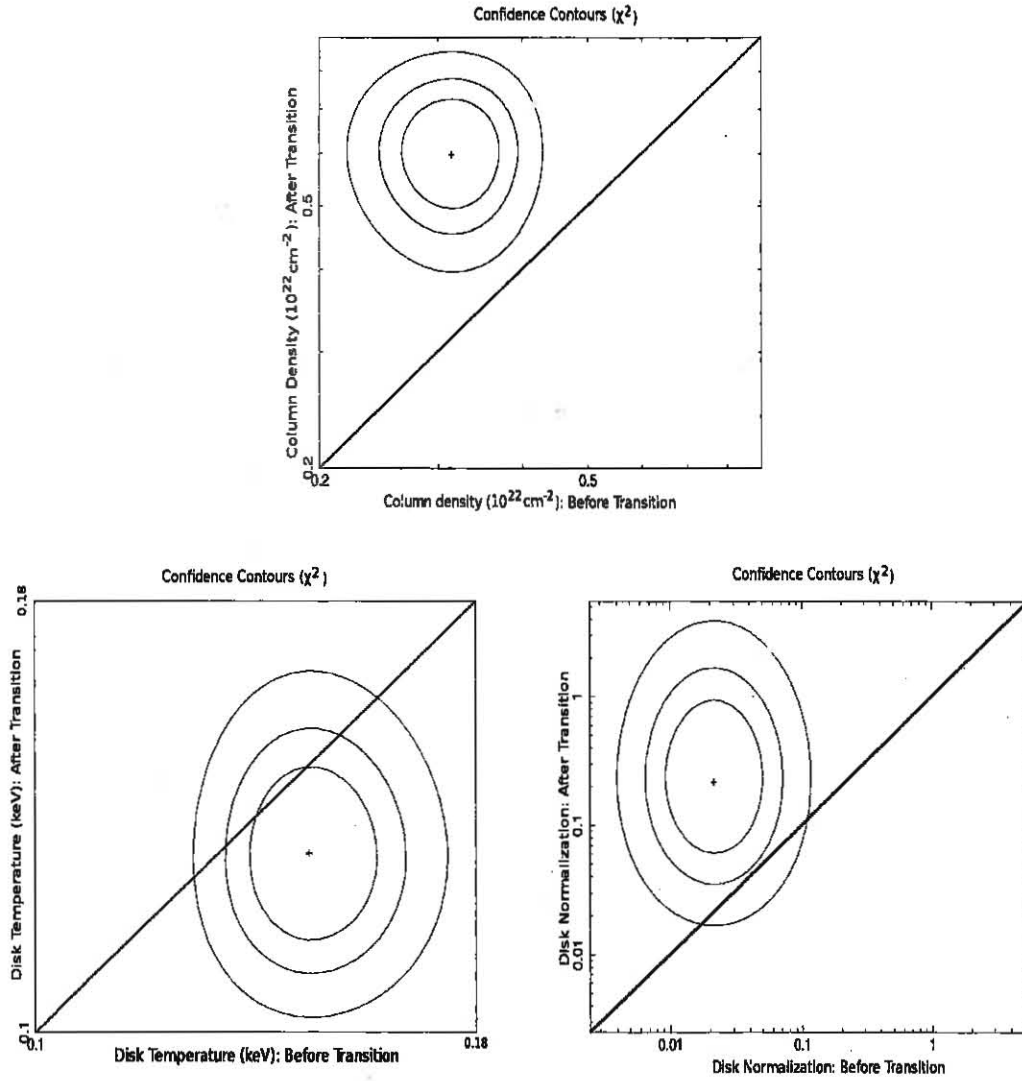 Confidence Contours (χ²)
Column Density (10²²cm⁻²): After Transition
0.5
0.2
0.2
0.5
Column density (10²²cm⁻²): Before Transition
Confidence Contours (χ²)
Disk Temperature (keV): After Transition
0.18
0.1
0.1
0.18
Disk Temperature (keV): Before Transition
Confidence Contours (χ²)
Disk Normalization: After Transition
1
0.1
0.01
0.01
0.1
1
Disk Normalization: Before Transition